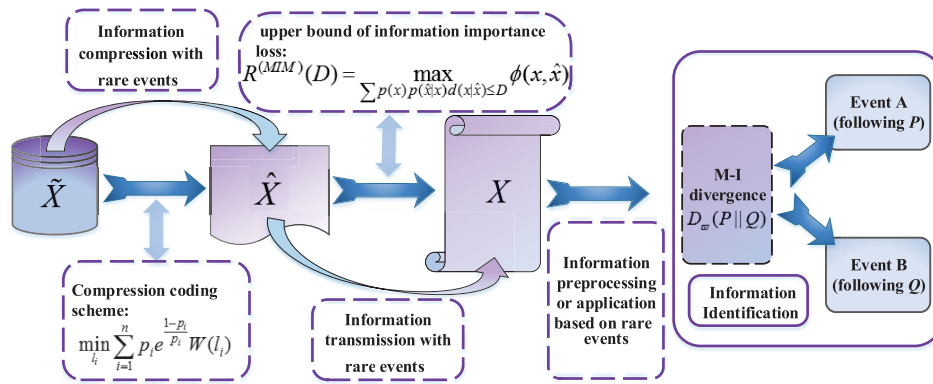 Information
compression with
rare events
upper bound of information importance
loss:
R^{(MIM)}(D) = max_{∑p(x)p(x̂|x)d(x|x̂)≤D} ϕ(x, x̂)
X̃
X̂
X
Compression coding
scheme:
min_{l_i} ∑_{i=1}^{n} p_i e^{\frac{1-p_i}{p_i}} W(l_i)
Information
transmission with
rare events
Information
preprocessing
or application
based on rare
events
M-I
divergence
D_ϖ(P || Q)
Event A
(following P)
Event B
(following Q)
Information
Identification